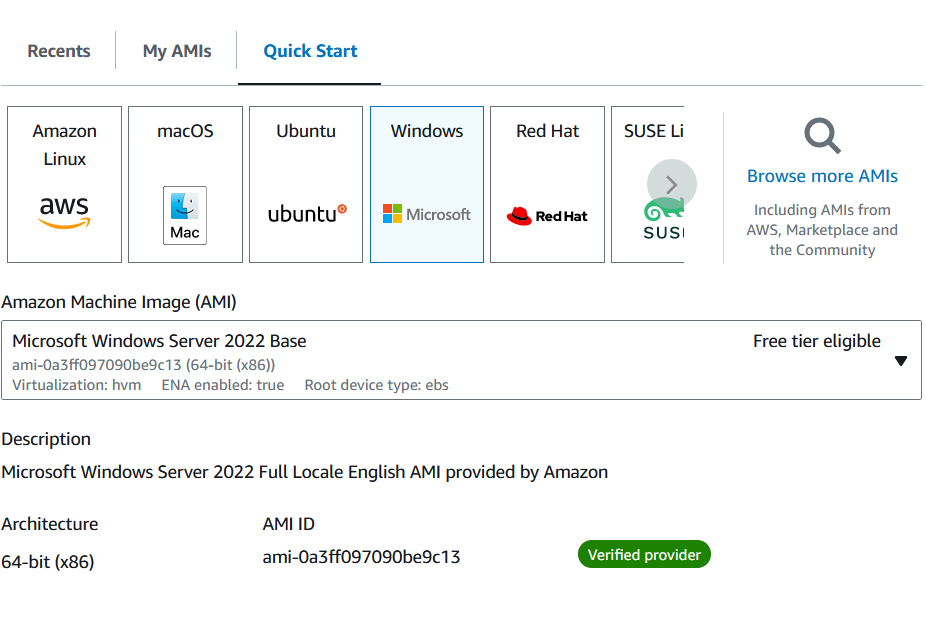 Recents
My AMIs
Quick Start
Amazon
Linux
aws
macOS
Mac
Ubuntu
ubuntu
Windows
Microsoft
Red Hat
Red Hat
SUSE Li
SUS
Browse more AMIs
Including AMIs from
AWS, Marketplace and
the Community
Amazon Machine Image (AMI)
Microsoft Windows Server 2022 Base
Free tier eligible
ami-0a3ff097090be9c13 (64-bit (x86))
Virtualization: hvm ENA enabled: true Root device type: ebs
Description
Microsoft Windows Server 2022 Full Locale English AMI provided by Amazon
Architecture
AMI ID
64-bit (x86)
ami-0a3ff097090be9c13
Verified provider